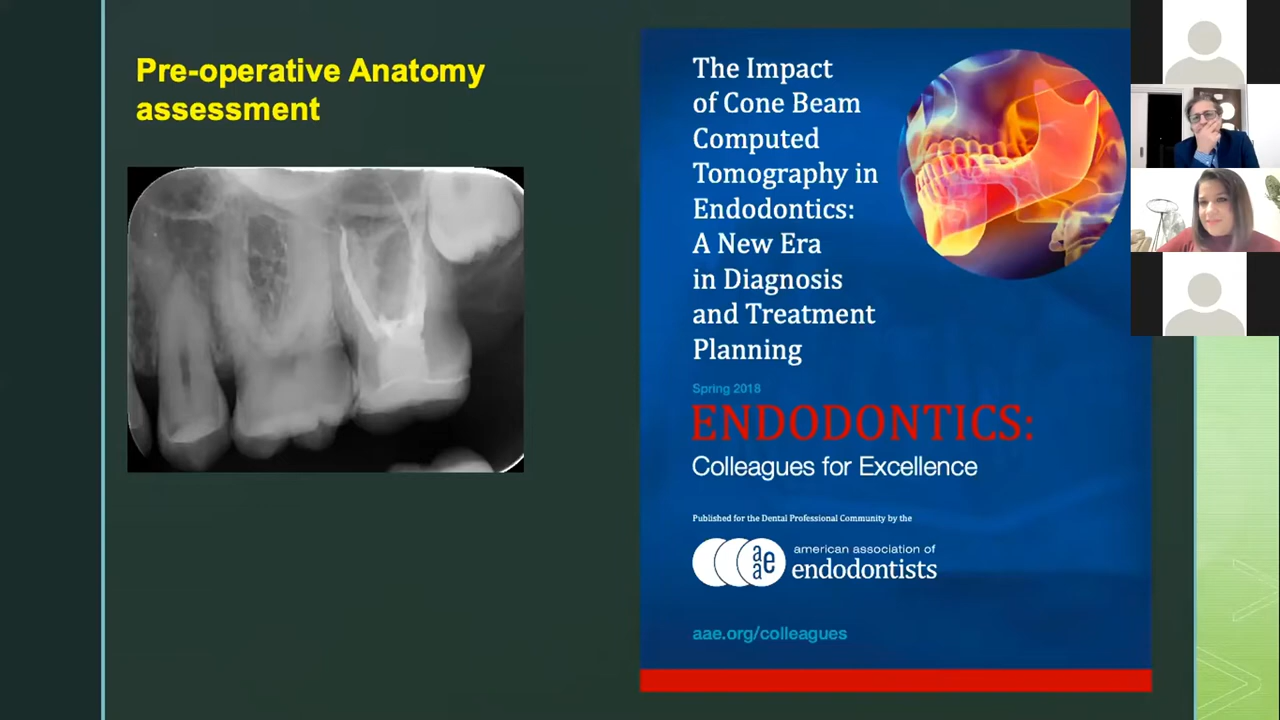 Pre-operative Anatomy
assessment
The Impact
of Cone Beam
Computed
Tomography in
Endodontics:
A New Era
in Diagnosis
and Treatment
Planning
Spring 2018
ENDODONTICS:
Colleagues for Excellence
Published for the Dental Professional Community by the
aae
american association of
endodontists
aae.org/colleagues